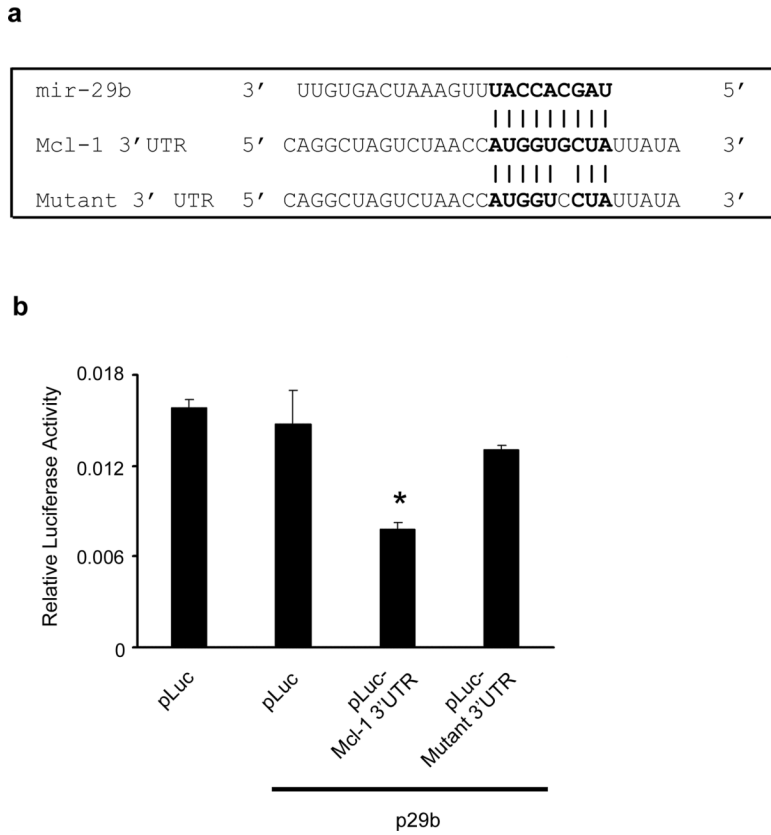 a
mir-29b 3′ UUGUGACUAAAGUUUACCACGAU 5′
Mcl-1 3′UTR 5′ CAGGCUAGUCUAACCAUGGUGCUAUUAUA 3′
Mutant 3′ UTR 5′ CAGGCUAGUCUAACCAUGGUCCUAUUAUA 3′
b
Relative Luciferase Activity
0.018
0.012
0.006
0
*
pLuc
pLuc
pLuc-
Mcl-1 3′UTR
pLuc-
Mutant 3′UTR
p29b